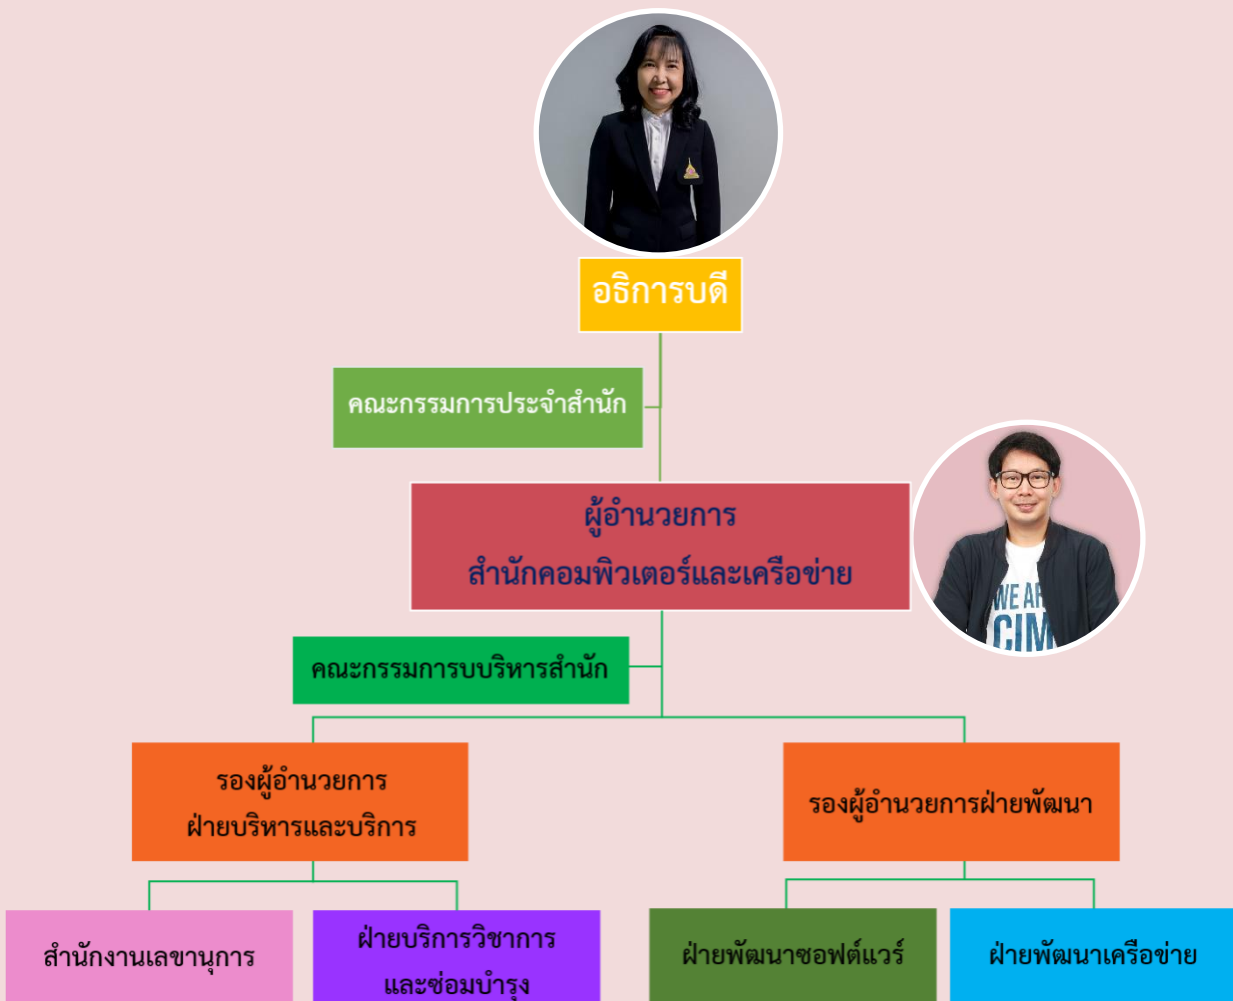 อธิการบดี
คณะกรรมการประจำสำนัก
ผู้อำนวยการ
สำนักคอมพิวเตอร์และเครือข่าย
WE AR
CIM
คณะกรรมการบบริหารสำนัก
รองผู้อำนวยการ
ฝ่ายบริหารและบริการ
รองผู้อำนวยการฝ่ายพัฒนา
สำนักงานเลขานุการ
ฝ่ายบริการวิชาการ
และซ่อมบำรุง
ฝ่ายพัฒนาซอฟต์แวร์
ฝ่ายพัฒนาเครือข่าย